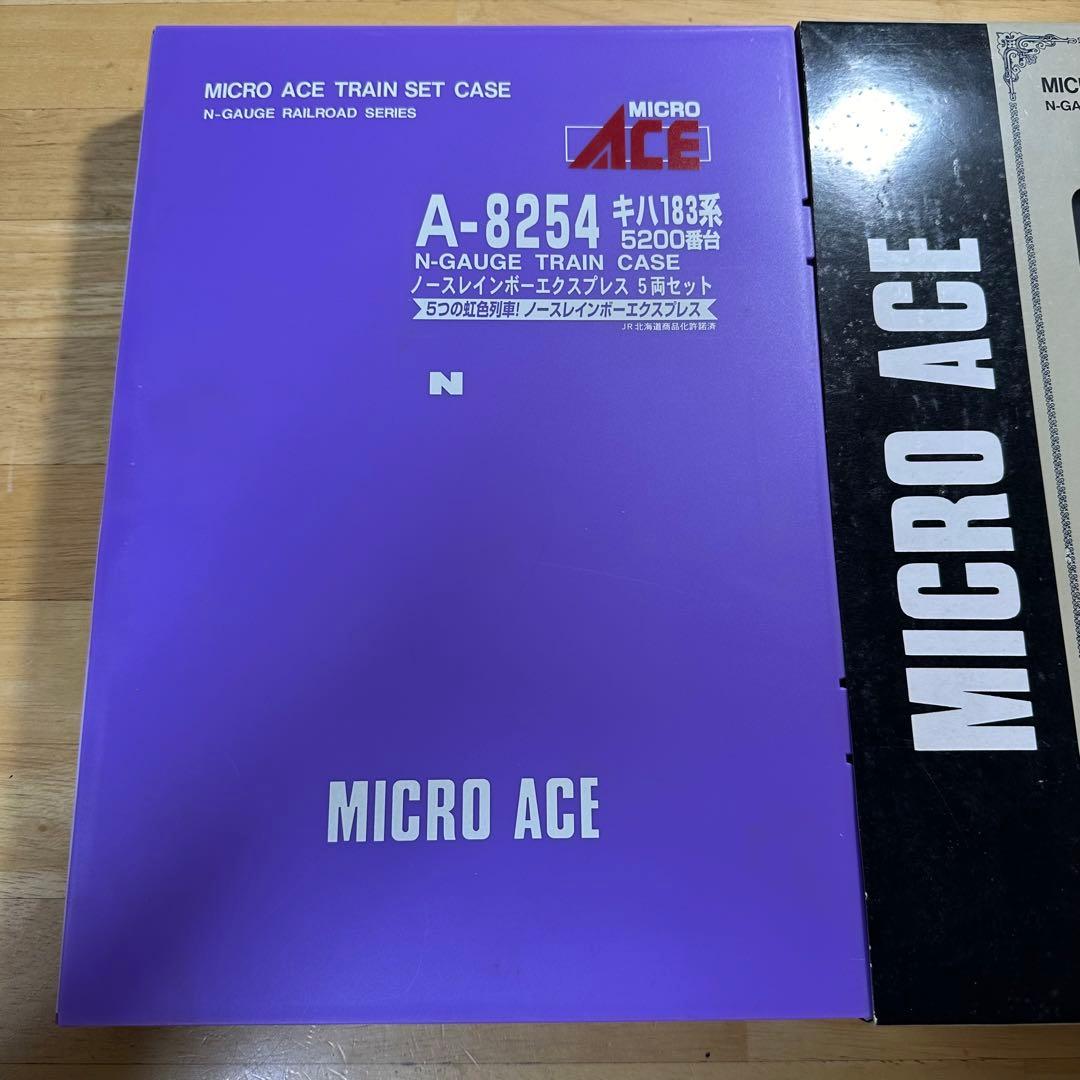 MICRO ACE TRAIN SET CASE
N-GAUGE RAILROAD SERIES
MICRO
ACE
A-8254 キハ183系
5200番台
N-GAUGE TRAIN CASE
ノースレインボーエクスプレス 5両セット
5つの虹色列車! ノースレインボーエクスプレス
JR北海道商品化許諾済
N
MICRO ACE
MICRO ACE